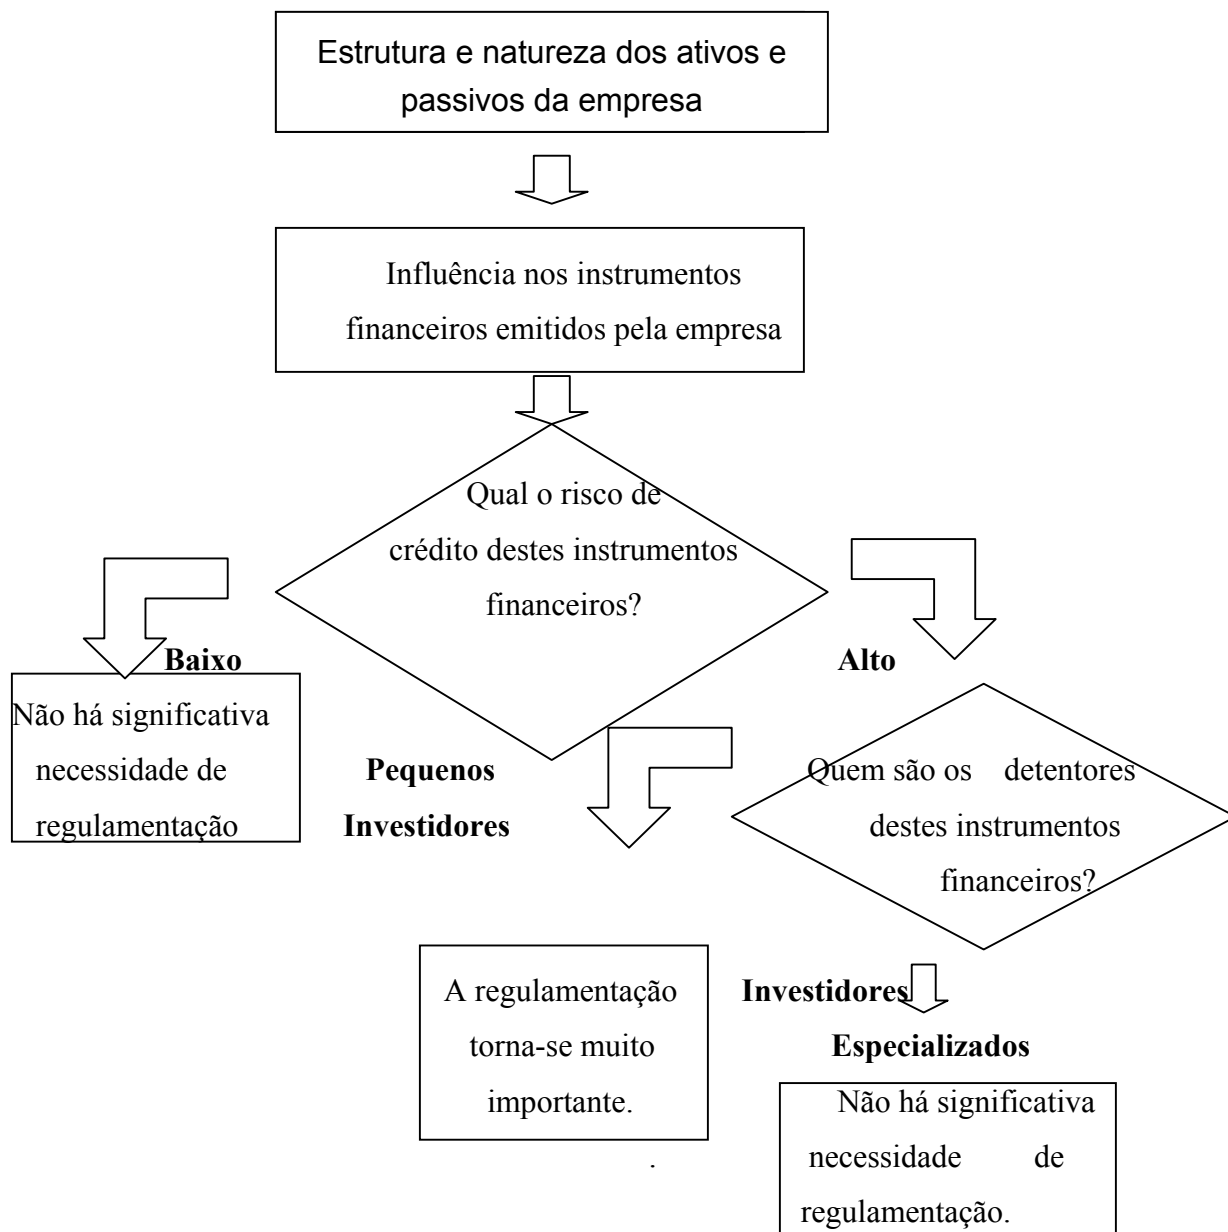 Estrutura e natureza dos ativos e
passivos da empresa
Influência nos instrumentos
financeiros emitidos pela empresa
Qual o risco de
crédito destes instrumentos
financeiros?
Baixo
Alto
Não há significativa
necessidade de
regulamentação
Pequenos
Investidores
Quem são os detentores
destes instrumentos
financeiros?
A regulamentação
torna-se muito
importante.
.
Investidores
Especializados
Não há significativa
necessidade de
regulamentação.